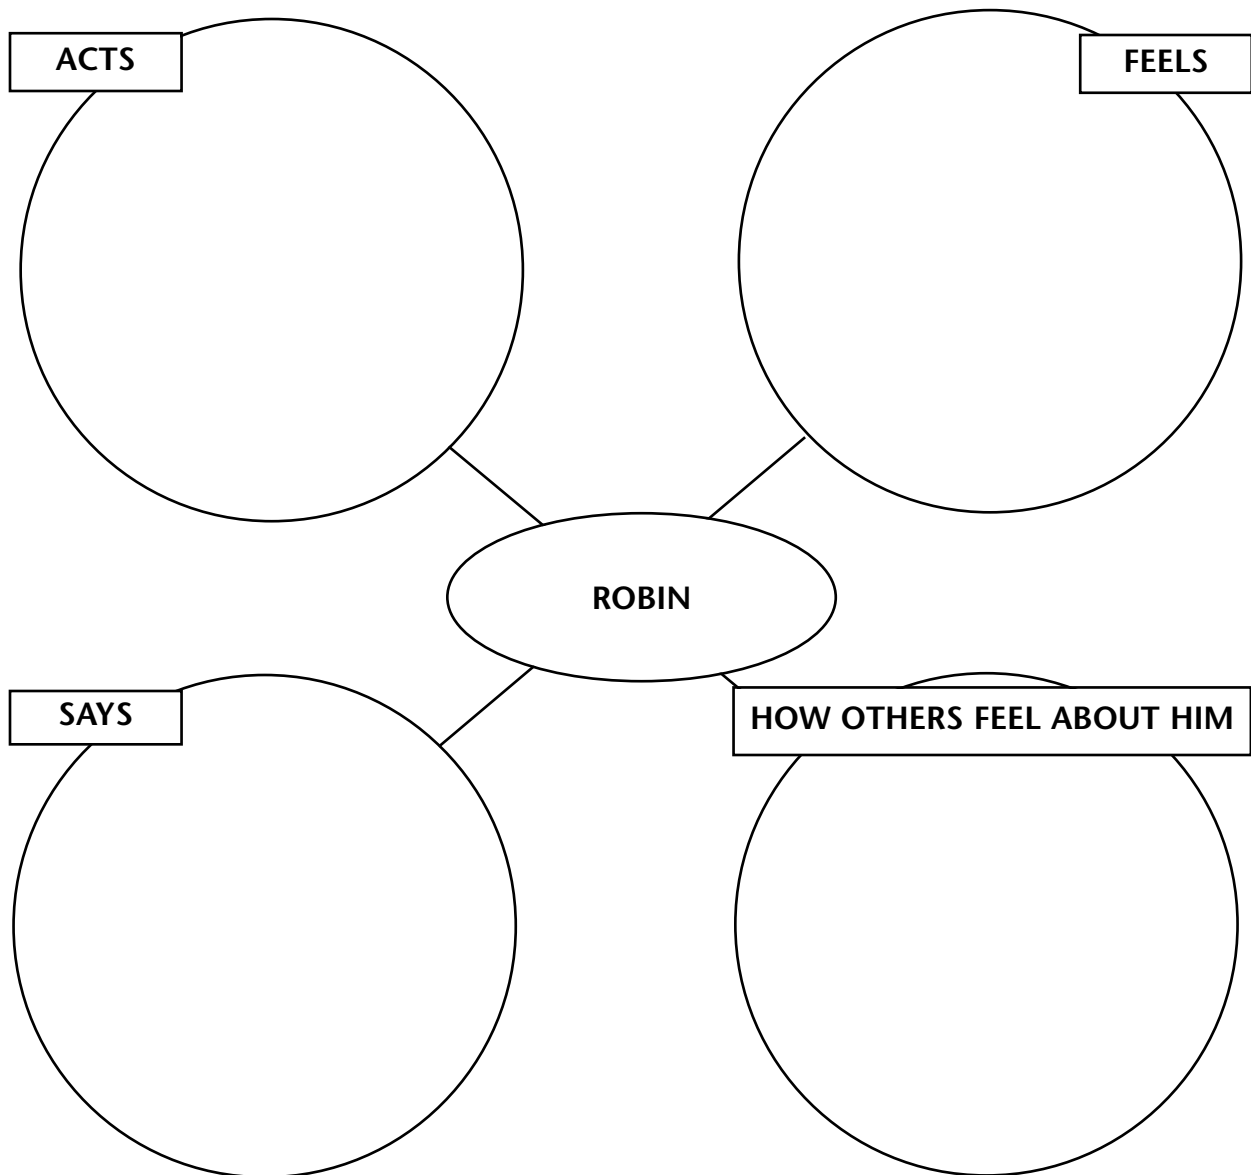 ACTS
FEELS
ROBIN
SAYS
HOW OTHERS FEEL ABOUT HIM